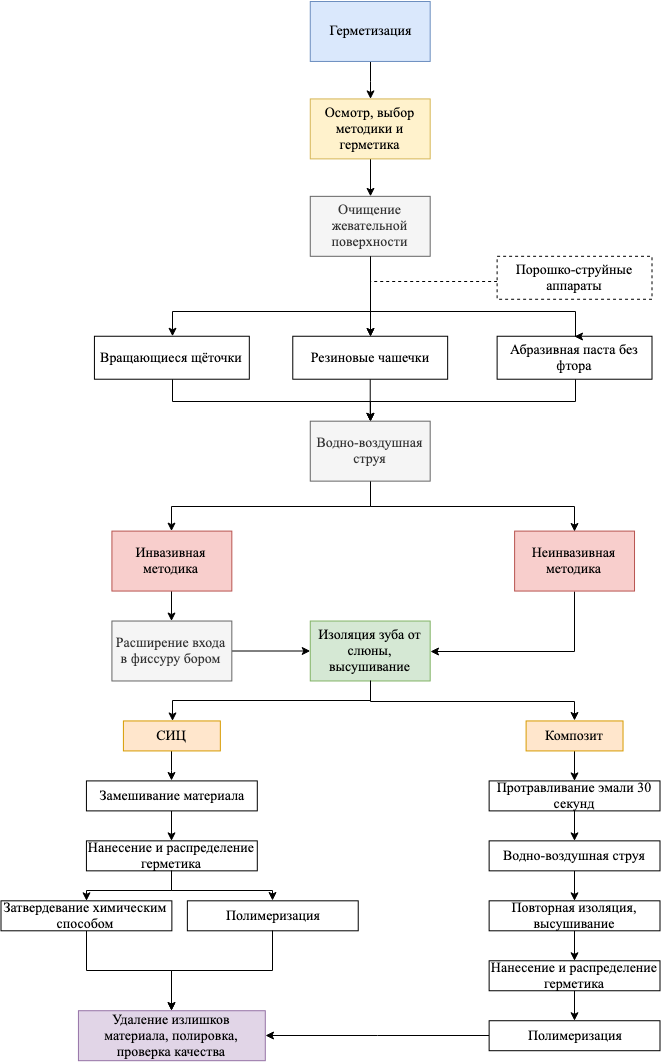 Герметизация
Осмотр, выбор
методики и
герметика
Очищение
жевательной
поверхности
Порошко-струйные
аппараты
Вращающиеся щёточки
Резиновые чашечки
Абразивная паста без
фтора
Водно-воздушная
струя
Инвазивная
методика
Неинвазивная
методика
Расширение входа
в фиссуру бором
Изоляция зуба от
слюны,
высушивание
СИЦ
Композит
Замешивание материала
Протравливание эмали 30
секунд
Нанесение и распределение
герметика
Водно-воздушная струя
Затвердевание химическим
способом
Полимеризация
Повторная изоляция,
высушивание
Нанесение и распределение
герметика
Удаление излишков
материала, полировка,
проверка качества
Полимеризация